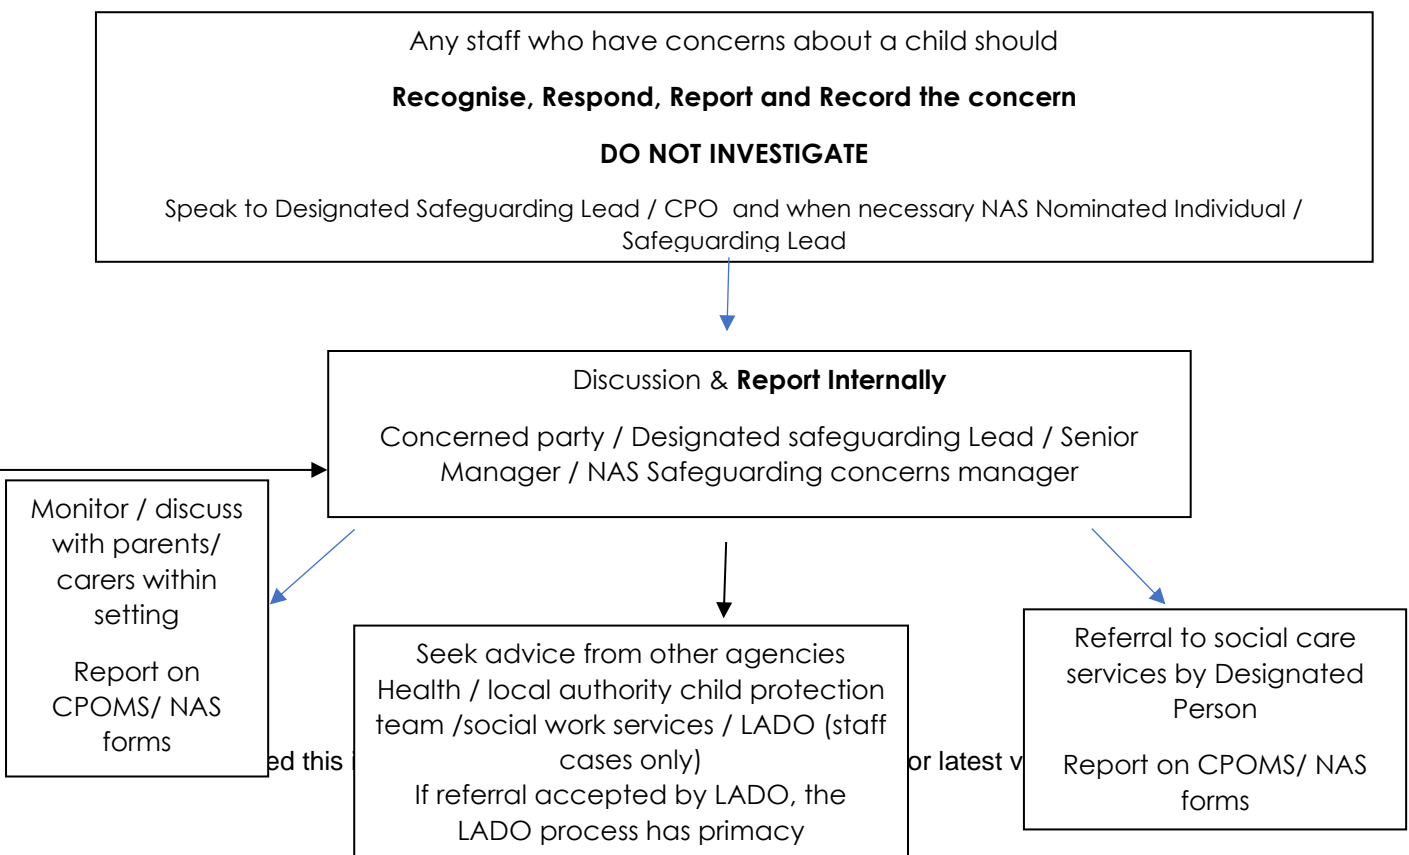 Any staff who have concerns about a child should
Recognise, Respond, Report and Record the concern
DO NOT INVESTIGATE
Speak to Designated Safeguarding Lead / CPO  and when necessary NAS Nominated Individual /
Safeguarding Lead
Discussion & Report Internally
Concerned party / Designated safeguarding Lead / Senior
Manager / NAS Safeguarding concerns manager
Monitor / discuss
with parents/
carers within
setting
Report on
CPOMS/ NAS
forms
Seek advice from other agencies
Health / local authority child protection
team /social work services / LADO (staff
cases only)
If referral accepted by LADO, the
LADO process has primacy
Referral to social care
services by Designated
Person
Report on CPOMS/ NAS
forms
this
or latest